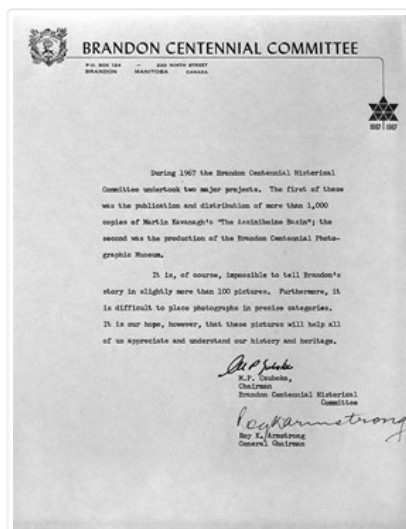 BRANDON CENTENNIAL COMMITTEE
P.O. BOX 124 — 230 NINTH STREET
BRANDON MANITOBA CANADA
1867 1967
During 1967 the Brandon Centennial Historical
Committee undertook two major projects. The first of these
was the publication and distribution of more than 1,000
copies of Martin Kavanagh's "The Assiniboine Basin"; the
second was the production of the Brandon Centennial Photo-
graphic Museum.
It is, of course, impossible to tell Brandon's
story in slightly more than 100 pictures. Furthermore, it
is difficult to place photographs in precise categories.
It is our hope, however, that these pictures will help all
of us appreciate and understand our history and heritage.
M.P. Czuboka,
Chairman
Brandon Centennial Historical
Committee
Roy K. Armstrong
Roy K. Armstrong
General Chairman